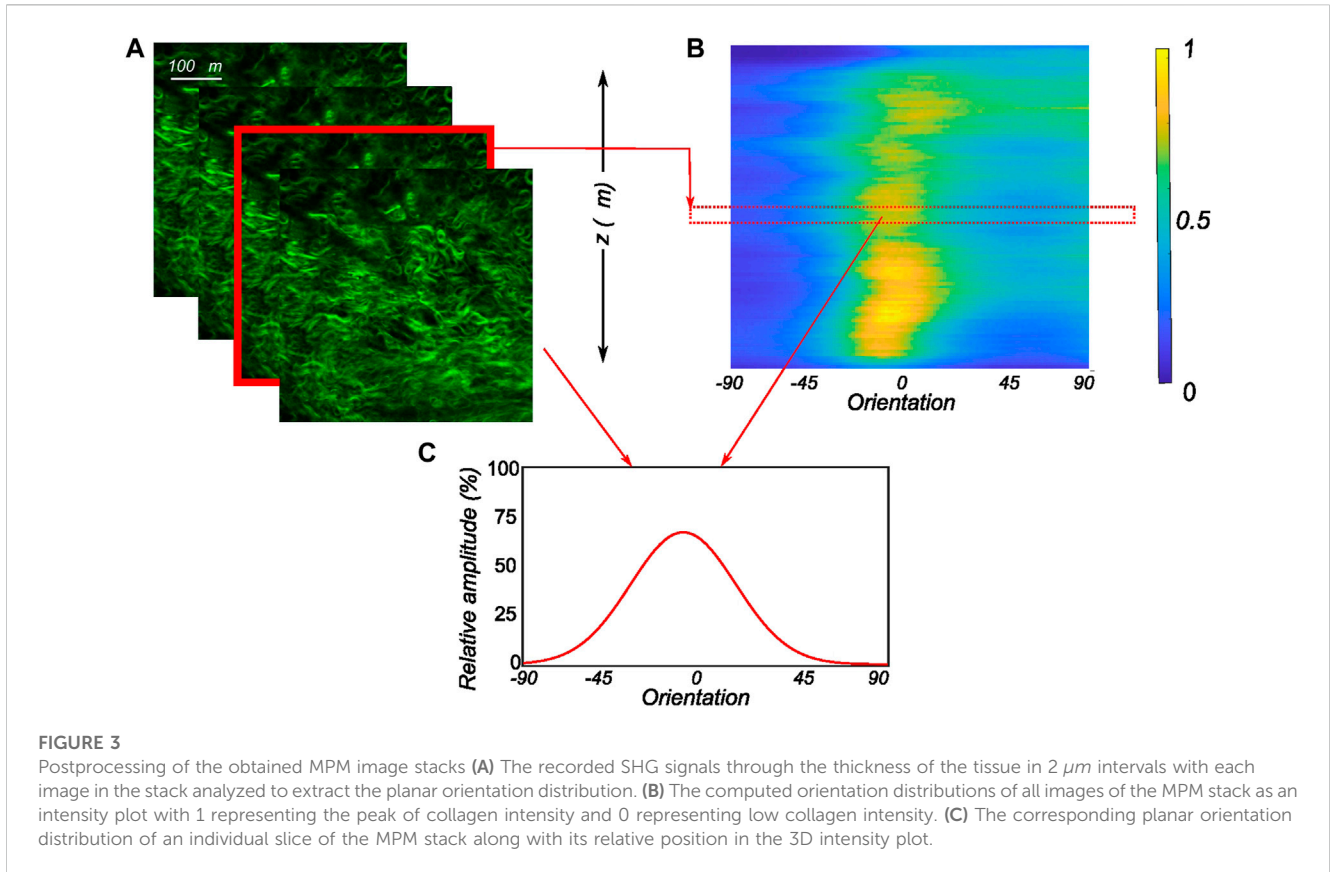 A
100 m
z ( m)
B
1
0.5
0
-90 -45 0 45 90
Orientation
C
100
75
50
25
0
Relative amplitude (%)
-90 -45 0 45 90
Orientation
FIGURE 3
Postprocessing of the obtained MPM image stacks (A) The recorded SHG signals through the thickness of the tissue in 2 μm intervals with each
image in the stack analyzed to extract the planar orientation distribution. (B) The computed orientation distributions of all images of the MPM stack as an
intensity plot with 1 representing the peak of collagen intensity and 0 representing low collagen intensity. (C) The corresponding planar orientation
distribution of an individual slice of the MPM stack along with its relative position in the 3D intensity plot.